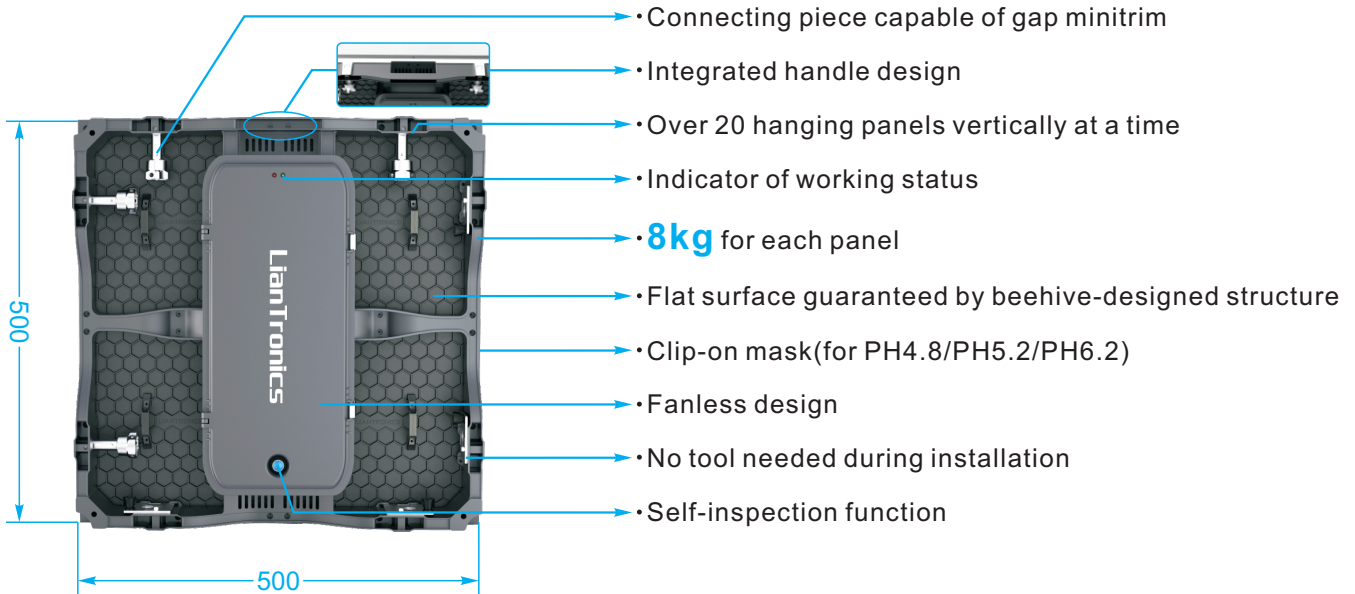 ·Connecting piece capable of gap minitrim
·Integrated handle design
·Over 20 hanging panels vertically at a time
·Indicator of working status
·8kg for each panel
·Flat surface guaranteed by beehive-designed structure
·Clip-on mask(for PH4.8/PH5.2/PH6.2)
·Fanless design
·No tool needed during installation
·Self-inspection function
LianTronics
500
500